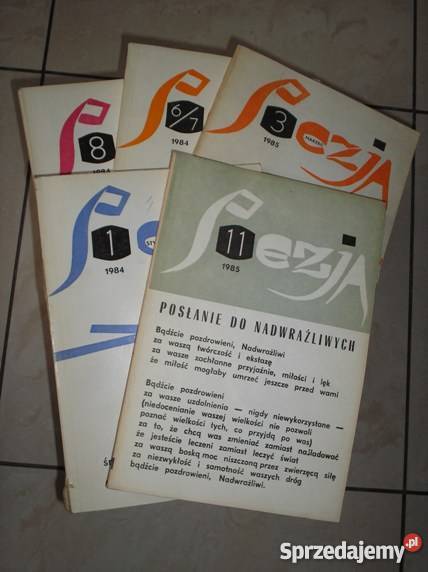 8
1984
6/7
1984
Poezja
3
MARZEC
1985
1
1984
Poezja
11
1985
POSŁANIE DO NADWRAŻLIWYCH
Bądźcie pozdrowieni, Nadwraźliwi
za waszą twórczość i ekstazę
za wasze zachłanne przyjaźnie, miłości i lęk
że miłość mogłaby umrzeć jeszcze przed wami
Bądźcie pozdrowieni
za wasze uzdolnienia — nigdy niewykorzystane —
(niedocenianie waszej wielkości nie pozwoli
poznać wielkości tych, co przyjdą po was)
za to, że chcą was zmieniać zamiast naśladować
że jesteście leczeni zamiast leczyć świat
za waszą boską moc niszczoną przez zwierzęcą siłę
za niezwykłość i samotność waszych dróg
bądźcie pozdrowieni, Nadwraźliwi.
Sprzedajemy.pl